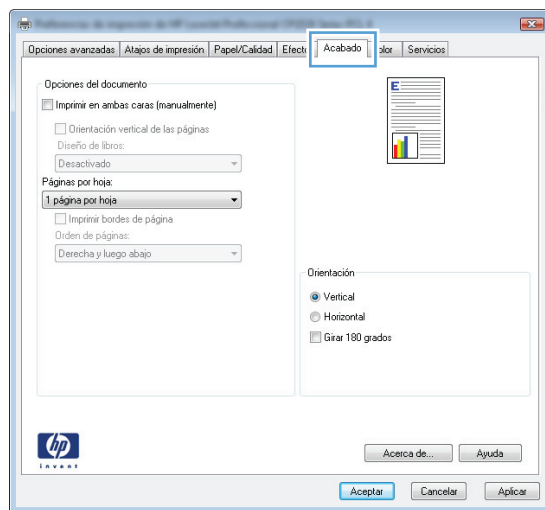 Opciones avanzadas Atajos de impresión Papel/Calidad Acabado Servicios
Opciones del documento
Imprimir en ambas caras (manualmente)
Orientación vertical de las páginas
Diseño de libros:
Desactivado
Páginas por hoja:
1 página por hoja
Imprimir bordes de página
Orden de páginas:
Derecha y luego abajo
E
Orientación
Vertical
Horizontal
Girar 180 grados
hp
invent
Acerca de... Ayuda
Aceptar Cancelar Aplicar